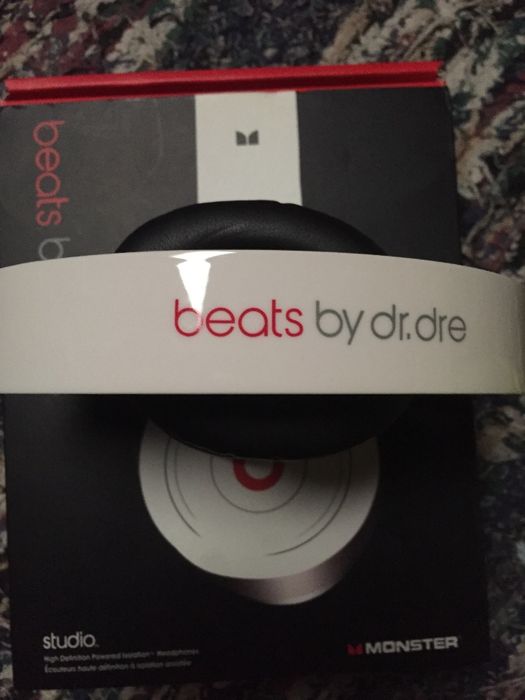 beats b
beats by dr.dre
studio.
High Definition Powered Isolation™ Headphones
Écouteurs haute définition à isolation assistée
MONSTER